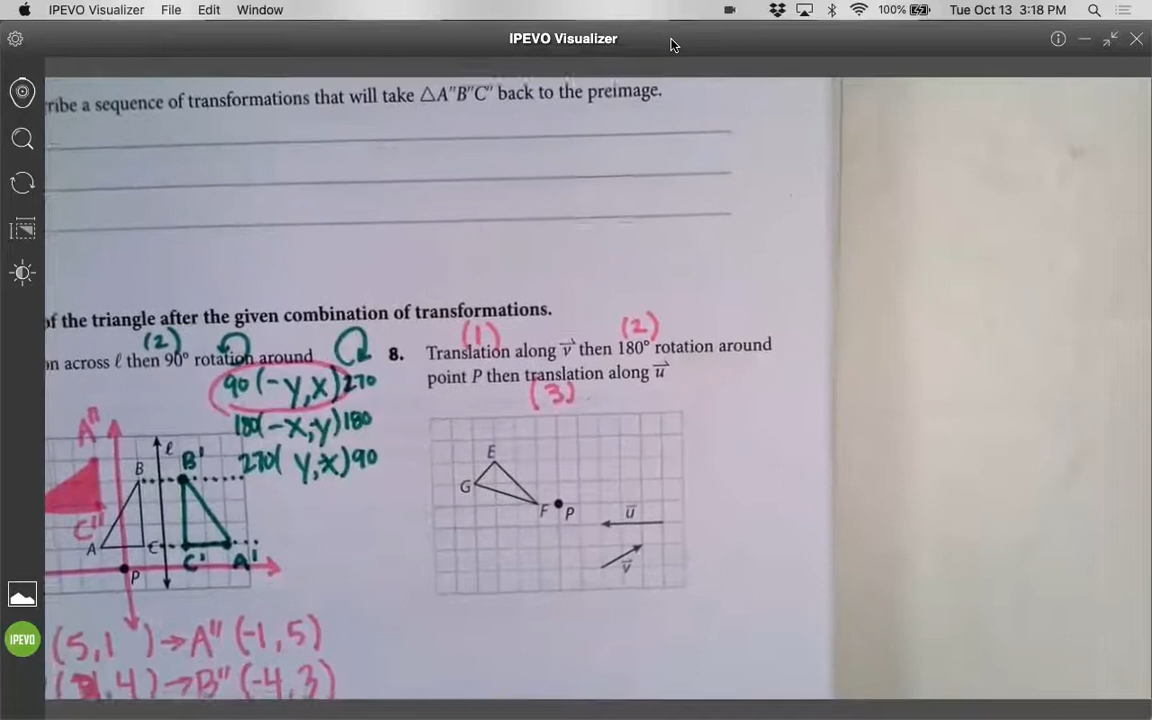 IPEVO Visualizer File Edit Window 100% Tue Oct 13 3:18 PM
IPEVO Visualizer
ribe a sequence of transformations that will take △A"B"C" back to the preimage.
of the triangle after the given combination of transformations.
(2)
on across ℓ then 90° rotation around
90 (-y, x) 270
180 (-x, -y) 180
270 ( y, -x) 90
A"
C"
B
ℓ
B'
A
C
C'
A'
P
(5,1 ) → A" (-1, 5)
,4) → B" (-4, 3)
(1) (2)
8. Translation along v⃗ then 180° rotation around
point P then translation along u⃗
(3)
E
G
F
P
u⃗
v⃗
IPEVO